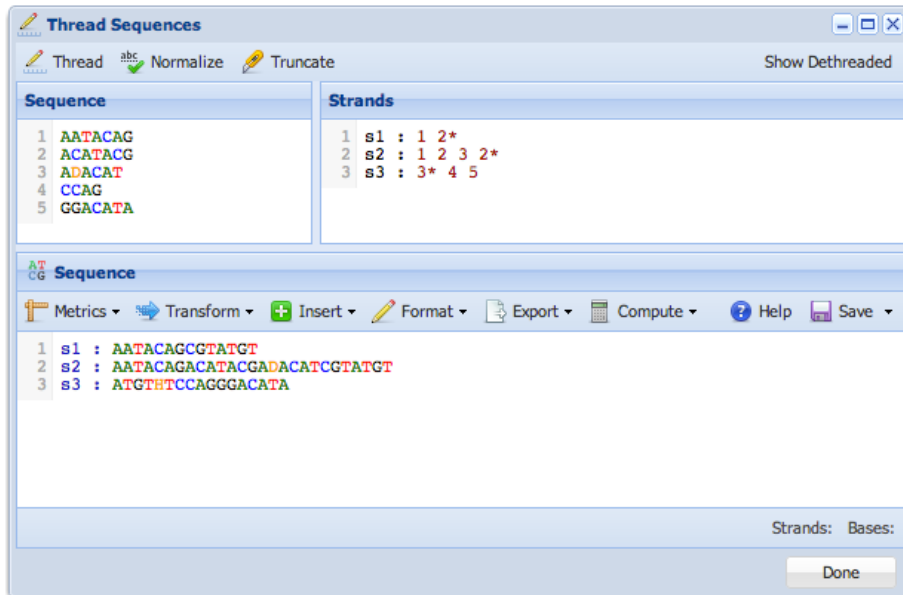 Thread Sequences
Thread Normalize Truncate Show Dethreaded
Sequence
1 AATACAG
2 ACATACG
3 ADACAT
4 CCAG
5 GGACATA
Strands
1 s1 : 1 2*
2 s2 : 1 2 3 2*
3 s3 : 3* 4 5
Sequence
Metrics Transform Insert Format Export Compute Help Save
1 s1 : AATACAGCGTATGT
2 s2 : AATACAGACATACGADACATCGTATGT
3 s3 : ATGTHTCCAGGGACATA
Strands: Bases:
Done